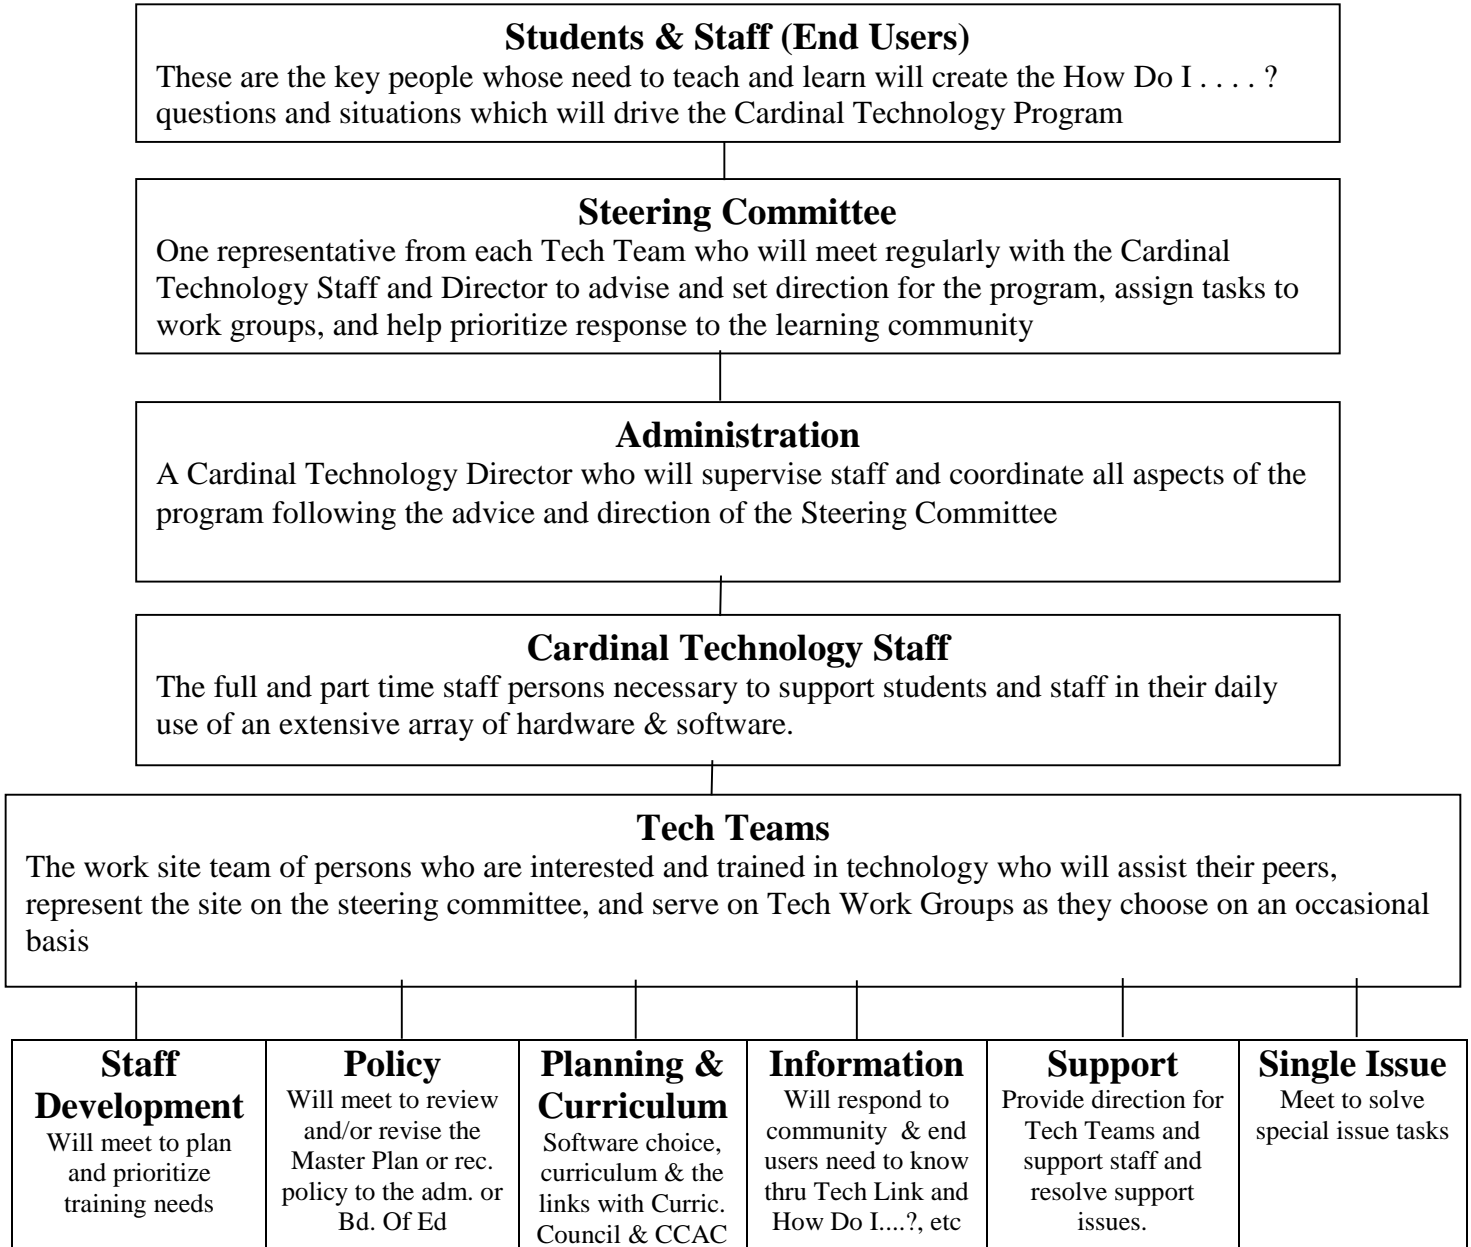 Students & Staff (End Users)
These are the key people whose need to teach and learn will create the How Do I . . . . ?
questions and situations which will drive the Cardinal Technology Program
Steering Committee
One representative from each Tech Team who will meet regularly with the Cardinal
Technology Staff and Director to advise and set direction for the program, assign tasks to
work groups, and help prioritize response to the learning community
Administration
A Cardinal Technology Director who will supervise staff and coordinate all aspects of the
program following the advice and direction of the Steering Committee
Cardinal Technology Staff
The full and part time staff persons necessary to support students and staff in their daily
use of an extensive array of hardware & software.
Tech Teams
The work site team of persons who are interested and trained in technology who will assist their peers,
represent the site on the steering committee, and serve on Tech Work Groups as they choose on an occasional
basis
Staff
Development
Will meet to plan
and prioritize
training needs
Policy
Will meet to review
and/or revise the
Master Plan or rec.
policy to the adm. or
Bd. Of Ed
Planning &
Curriculum
Software choice,
curriculum & the
links with Curric.
Council & CCAC
Information
Will respond to
community & end
users need to know
thru Tech Link and
How Do I....?, etc
Support
Provide direction for
Tech Teams and
support staff and
resolve support
issues.
Single Issue
Meet to solve
special issue tasks